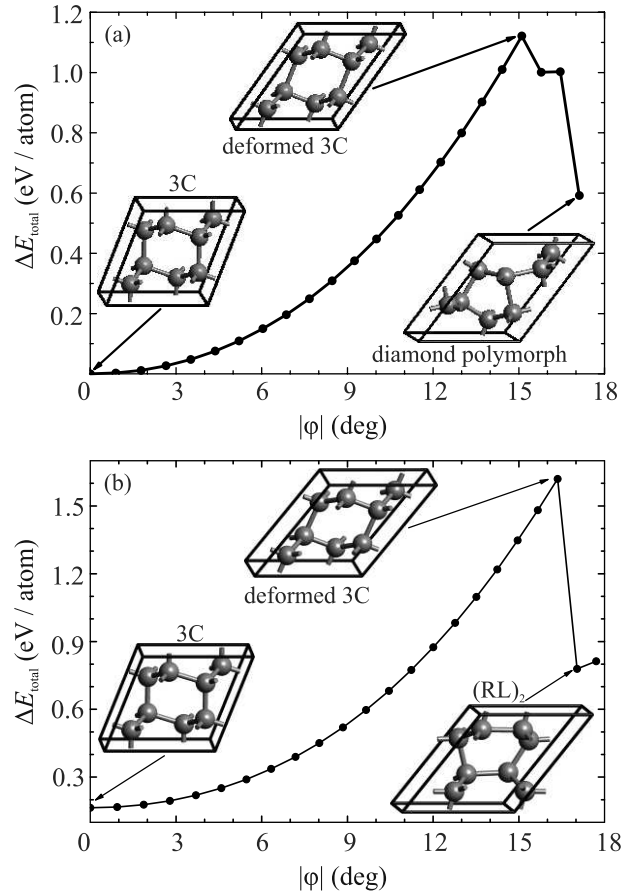 (a)
1.2
1.0
0.8
0.6
0.4
0.2
ΔE_total (eV / atom)
deformed 3C
3C
diamond polymorph
0 3 6 9 12 15 18
|φ| (deg)
(b)
1.5
1.2
0.9
0.6
0.3
ΔE_total (eV / atom)
deformed 3C
3C
(RL)₂
0 3 6 9 12 15 18
|φ| (deg)